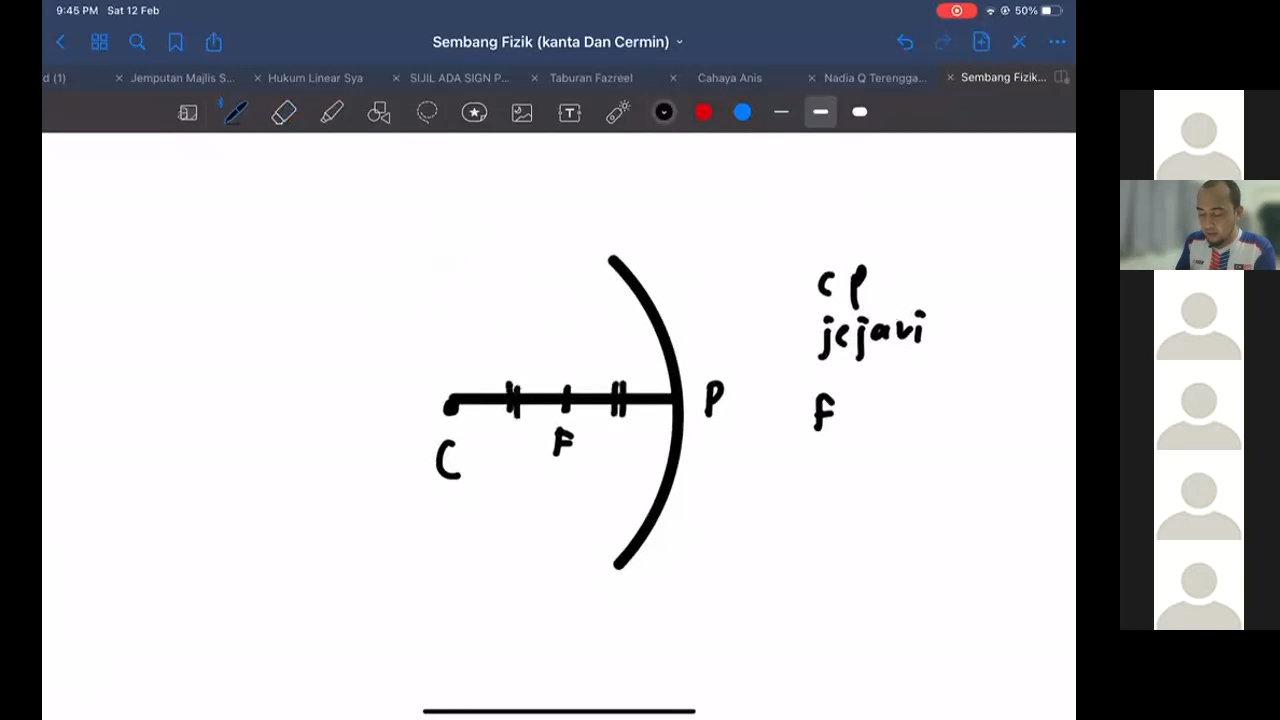 9:45 PM Sat 12 Feb
50%
Sembang Fizik (kanta Dan Cermin)
d (1)
Jemputan Majlis S...
Hukum Linear Sya
SIJIL ADA SIGN P...
Taburan Fazreel
Cahaya Anis
Nadia Q Terengga...
Sembang Fizik...
T
C P
jejari
F
P
F
C